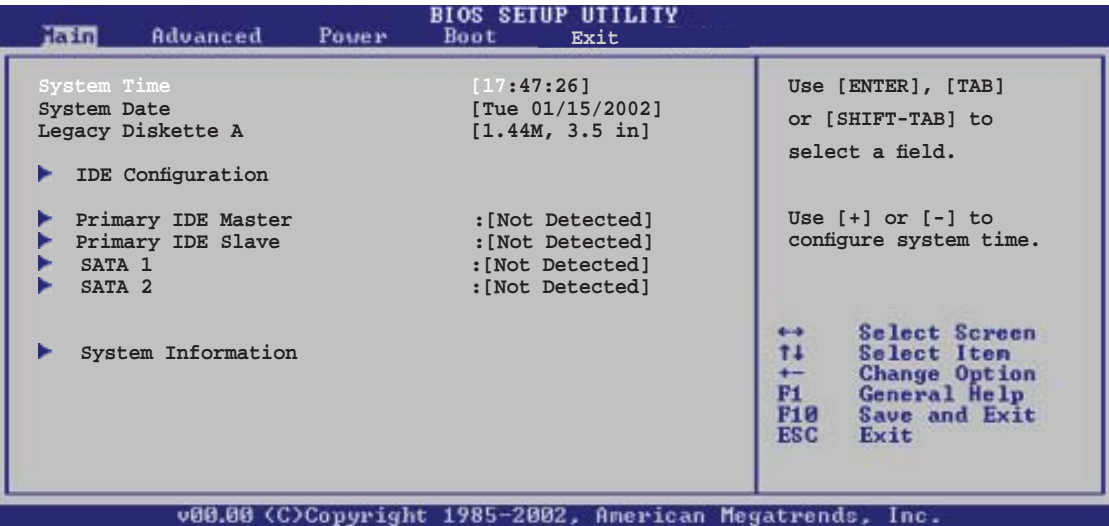 BIOS SETUP UTILITY
Main Advanced Power Boot Exit
System Time [17:47:26]
System Date [Tue 01/15/2002]
Legacy Diskette A [1.44M, 3.5 in]
IDE Configuration
Primary IDE Master :[Not Detected]
Primary IDE Slave :[Not Detected]
SATA 1 :[Not Detected]
SATA 2 :[Not Detected]
System Information
Use [ENTER], [TAB]
or [SHIFT-TAB] to
select a field.
Use [+] or [-] to
configure system time.
←→ Select Screen
↑↓ Select Item
+- Change Option
F1 General Help
F10 Save and Exit
ESC Exit
v00.00 (C)Copyright 1985-2002, American Megatrends, Inc.